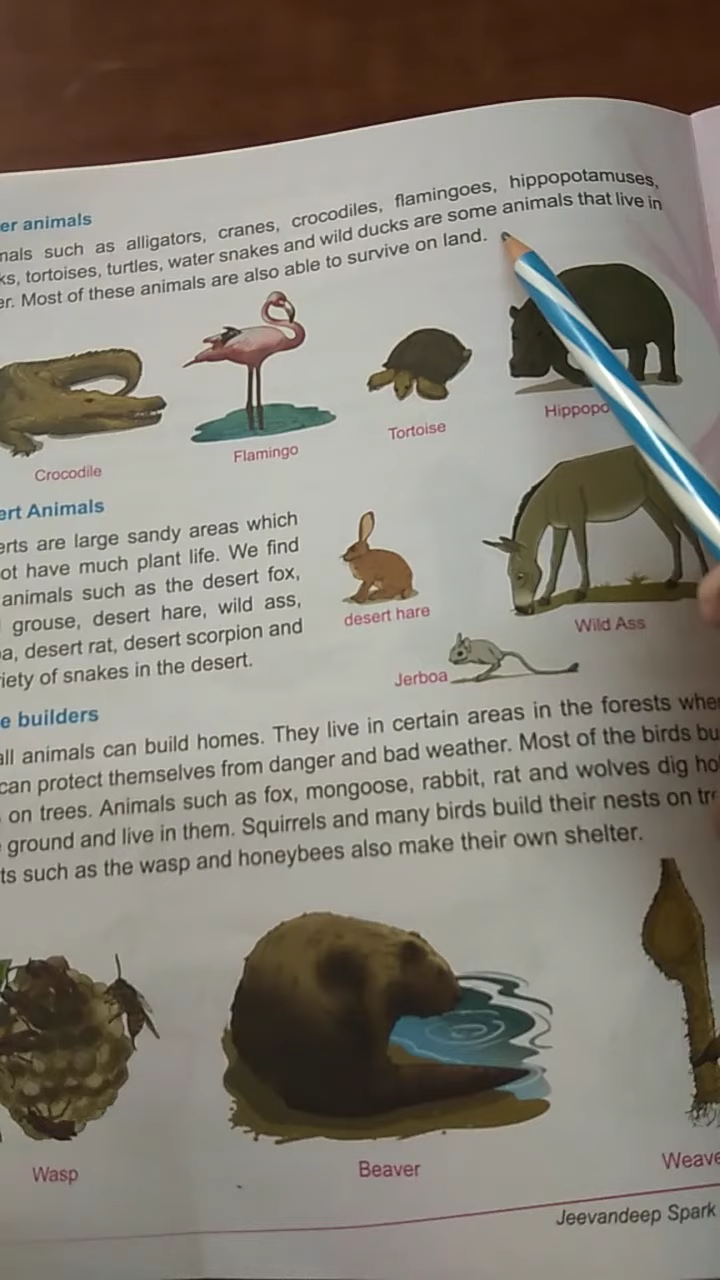 er animals
nals such as alligators, cranes, crocodiles, flamingoes, hippopotamuses,
ks, tortoises, turtles, water snakes and wild ducks are some animals that live in
er. Most of these animals are also able to survive on land.
Crocodile
Flamingo
Tortoise
Hippopo
ert Animals
erts are large sandy areas which
ot have much plant life. We find
animals such as the desert fox,
grouse, desert hare, wild ass,
a, desert rat, desert scorpion and
iety of snakes in the desert.
desert hare
Wild Ass
Jerboa
e builders
all animals can build homes. They live in certain areas in the forests whe
can protect themselves from danger and bad weather. Most of the birds bu
on trees. Animals such as fox, mongoose, rabbit, rat and wolves dig ho
ground and live in them. Squirrels and many birds build their nests on tr
ts such as the wasp and honeybees also make their own shelter.
Wasp
Beaver
Weave
Jeevandeep Spark